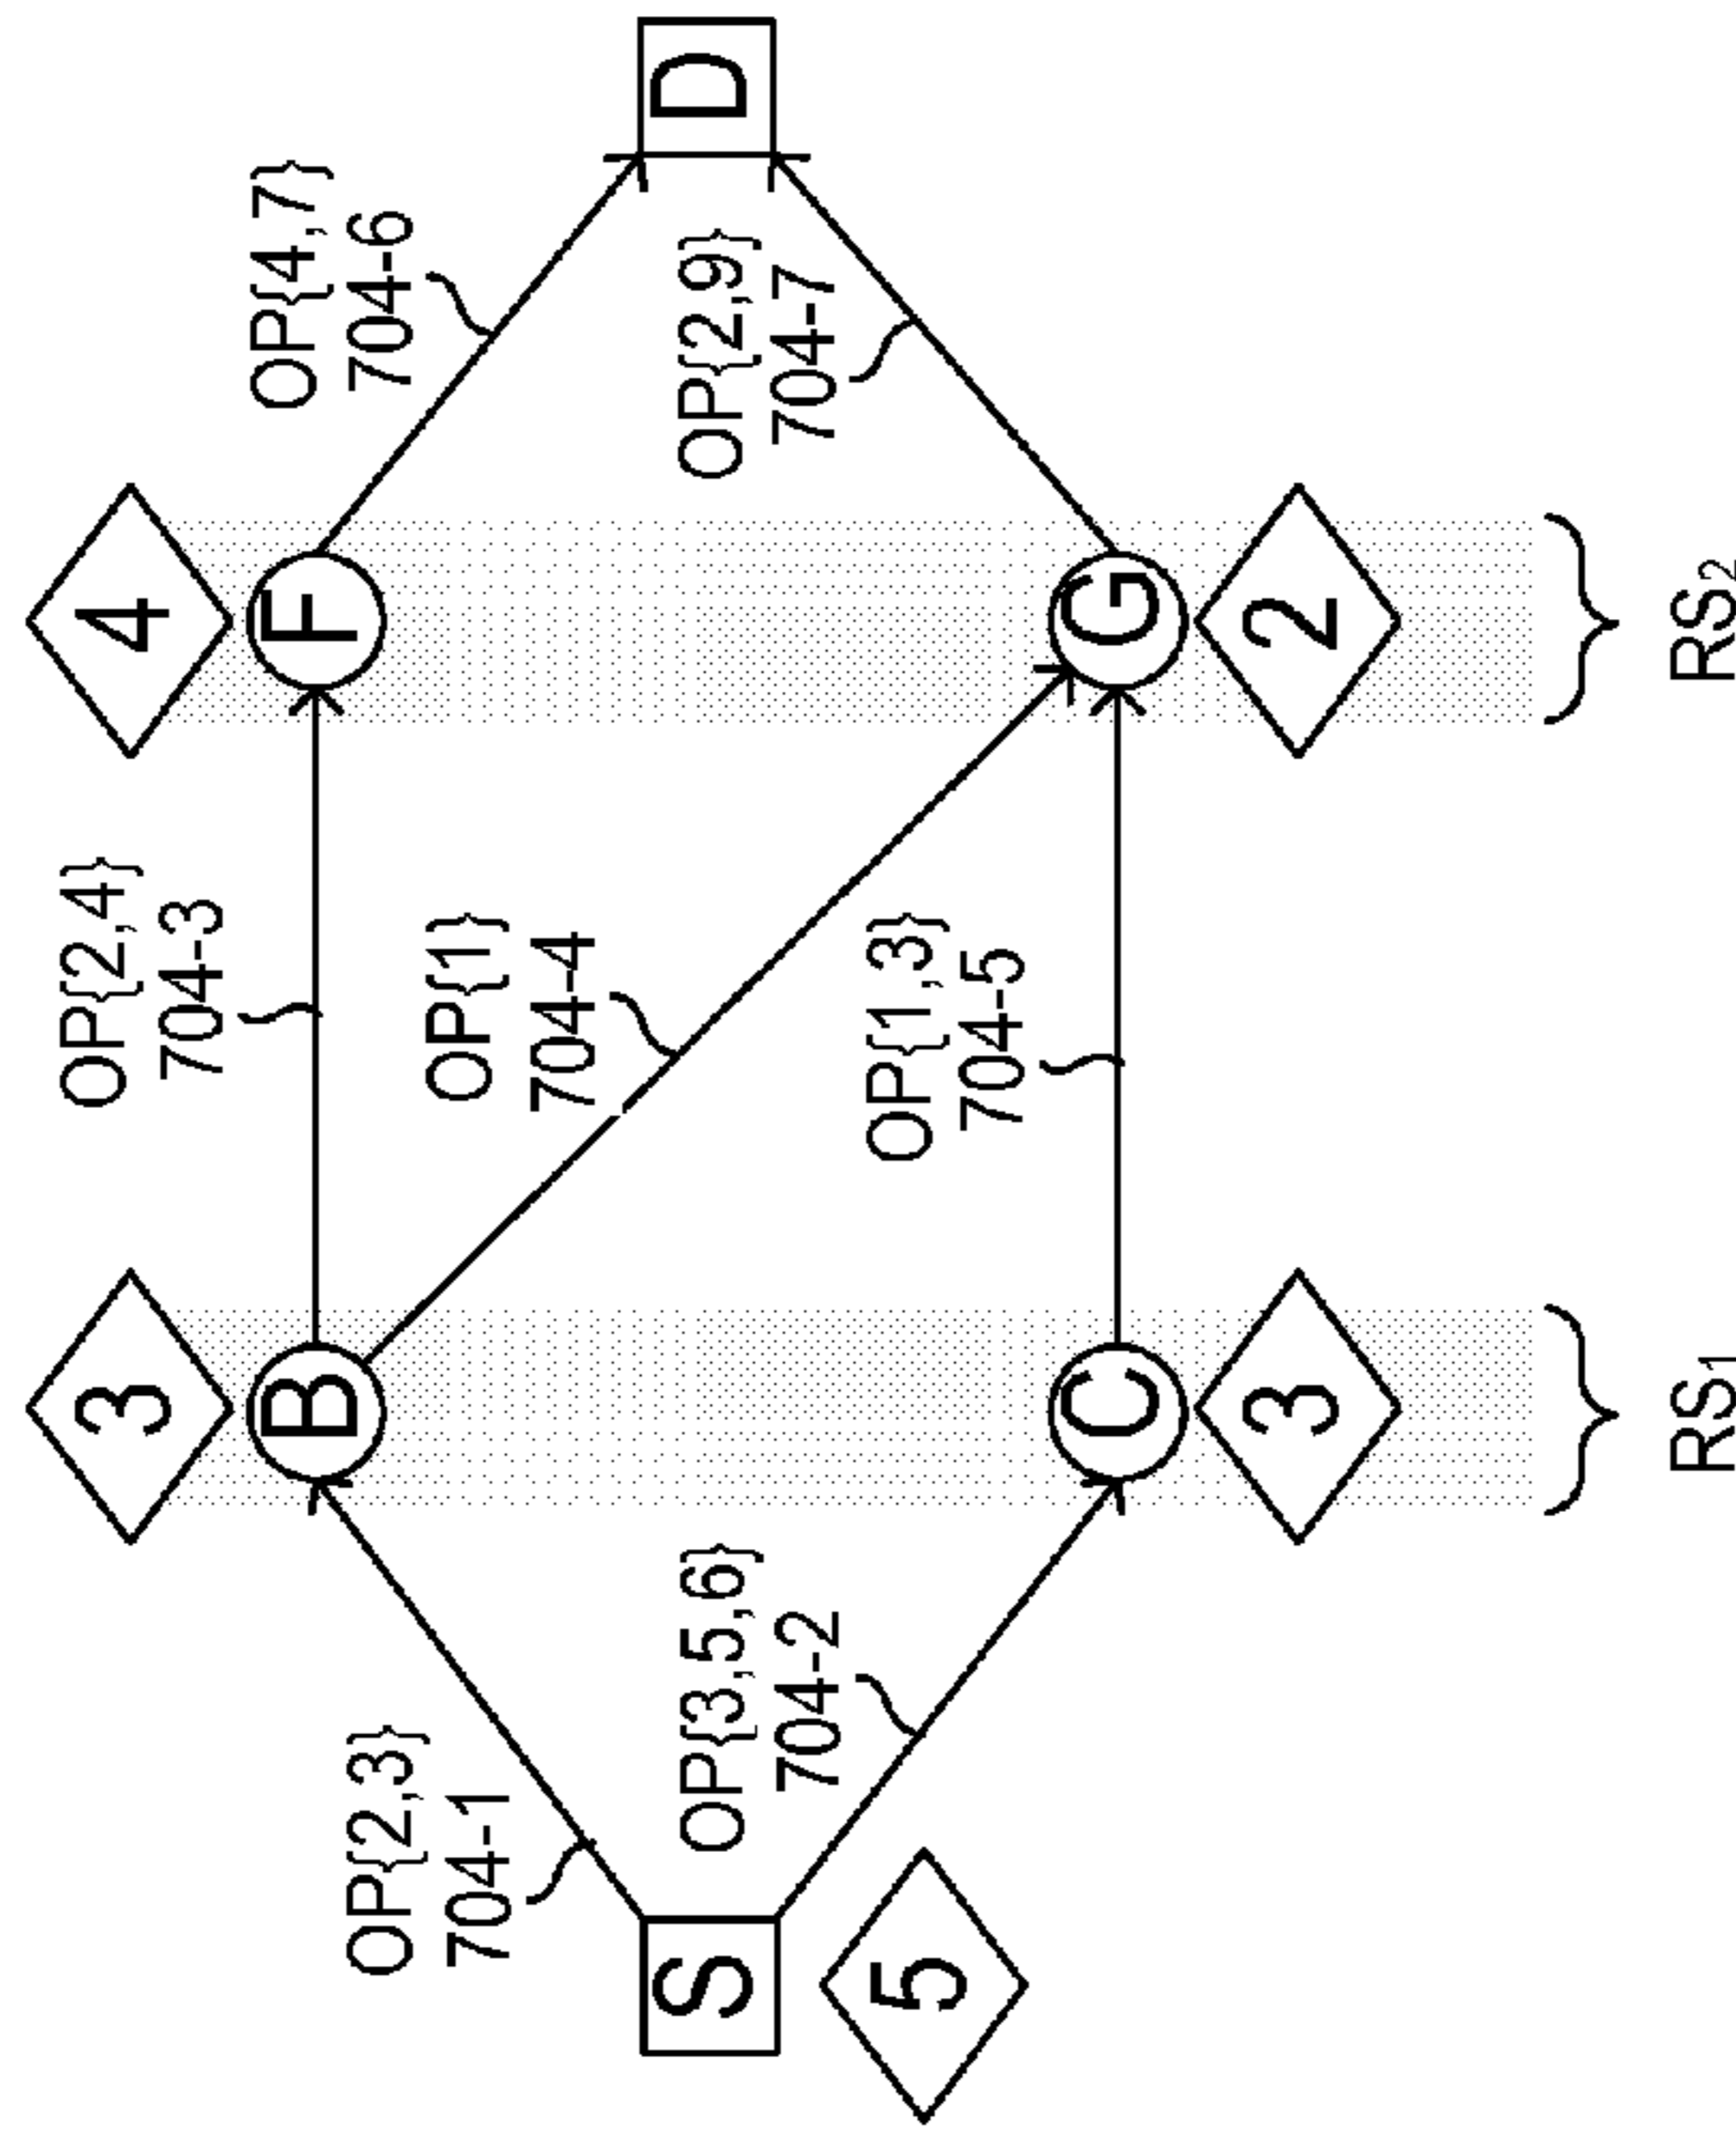 3
4
OP{2,4}
704-3
OP{4,7}
704-6
B
F
OP{2,3}
704-1
OP{1}
704-4
S
D
OP{3,5,6}
704-2
OP{2,9}
704-7
5
OP{1,3}
704-5
C
G
3
2
RS1
RS2